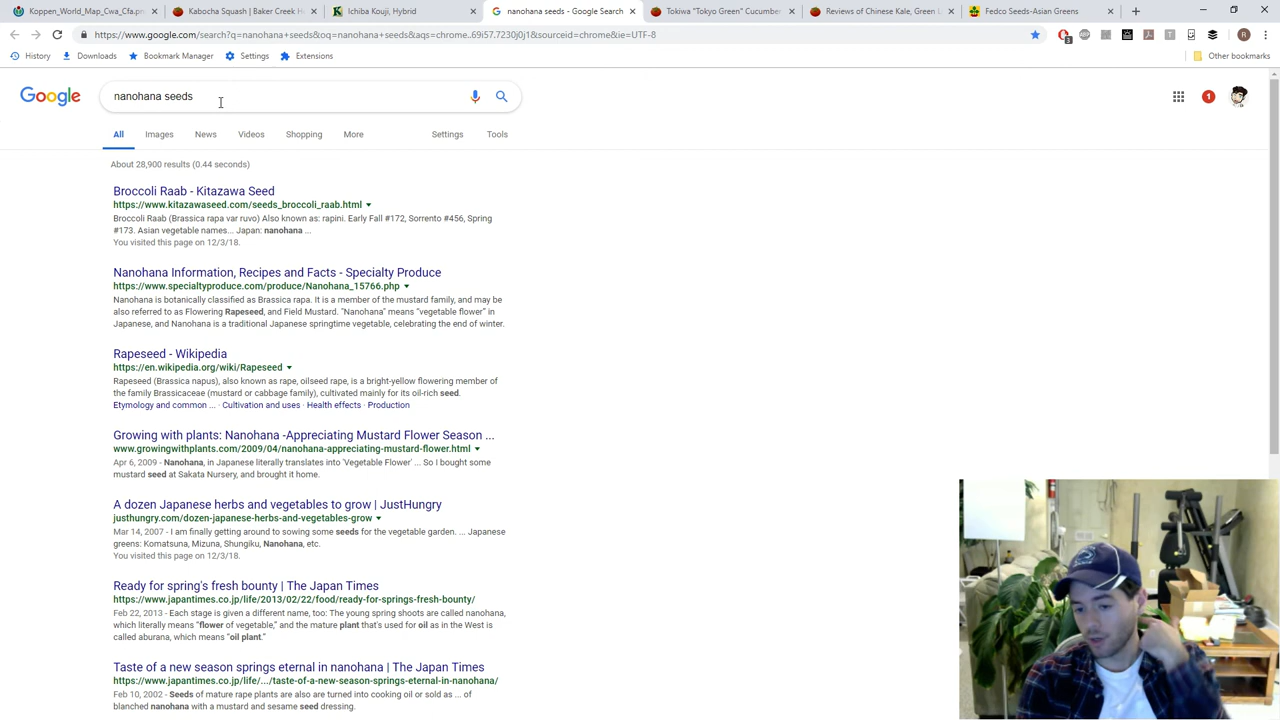 Koppen_World_Map_Cwa_Cfa.pn
Kabocha Squash | Baker Creek H
Ichiba Kouji, Hybrid
nanohana seeds - Google Search
Tokiwa "Tokyo Green" Cucumber
Reviews of Chinese Kale, Green L
Fedco Seeds-Asian Greens
https://www.google.com/search?q=nanohana+seeds&oq=nanohana+seeds&aqs=chrome..69i57.7230j0j1&sourceid=chrome&ie=UTF-8
History
Downloads
Bookmark Manager
Settings
Extensions
Other bookmarks
Google
nanohana seeds
1
All
Images
News
Videos
Shopping
More
Settings
Tools
About 28,900 results (0.44 seconds)
Broccoli Raab - Kitazawa Seed
https://www.kitazawaseed.com/seeds_broccoli_raab.html
Broccoli Raab (Brassica rapa var ruvo) Also known as: rapini. Early Fall #172, Sorrento #456, Spring
#173. Asian vegetable names... Japan: nanohana ...
You visited this page on 12/3/18.
Nanohana Information, Recipes and Facts - Specialty Produce
https://www.specialtyproduce.com/produce/Nanohana_15766.php
Nanohana is botanically classified as Brassica rapa. It is a member of the mustard family, and may be
also referred to as Flowering Rapeseed, and Field Mustard. "Nanohana" means "vegetable flower" in
Japanese, and Nanohana is a traditional Japanese springtime vegetable, celebrating the end of winter.
Rapeseed - Wikipedia
https://en.wikipedia.org/wiki/Rapeseed
Rapeseed (Brassica napus), also known as rape, oilseed rape, is a bright-yellow flowering member of
the family Brassicaceae (mustard or cabbage family), cultivated mainly for its oil-rich seed.
Etymology and common ... · Cultivation and uses · Health effects · Production
Growing with plants: Nanohana -Appreciating Mustard Flower Season ...
www.growingwithplants.com/2009/04/nanohana-appreciating-mustard-flower.html
Apr 6, 2009 - Nanohana, in Japanese literally translates into 'Vegetable Flower' ... So I bought some
mustard seed at Sakata Nursery, and brought it home.
A dozen Japanese herbs and vegetables to grow | JustHungry
justhungry.com/dozen-japanese-herbs-and-vegetables-grow
Mar 14, 2007 - I am finally getting around to sowing some seeds for the vegetable garden. ... Japanese
greens: Komatsuna, Mizuna, Shungiku, Nanohana, etc.
You visited this page on 12/3/18.
Ready for spring's fresh bounty | The Japan Times
https://www.japantimes.co.jp/life/2013/02/22/food/ready-for-springs-fresh-bounty/
Feb 22, 2013 - Each stage is given a different name, too: The young spring shoots are called nanohana,
which literally means "flower of vegetable," and the mature plant that's used for oil as in the West is
called aburana, which means "oil plant."
Taste of a new season springs eternal in nanohana | The Japan Times
https://www.japantimes.co.jp/life/.../taste-of-a-new-season-springs-eternal-in-nanohana/
Feb 10, 2002 - Seeds of mature rape plants are also are turned into cooking oil or sold as ... of
blanched nanohana with a mustard and sesame seed dressing.